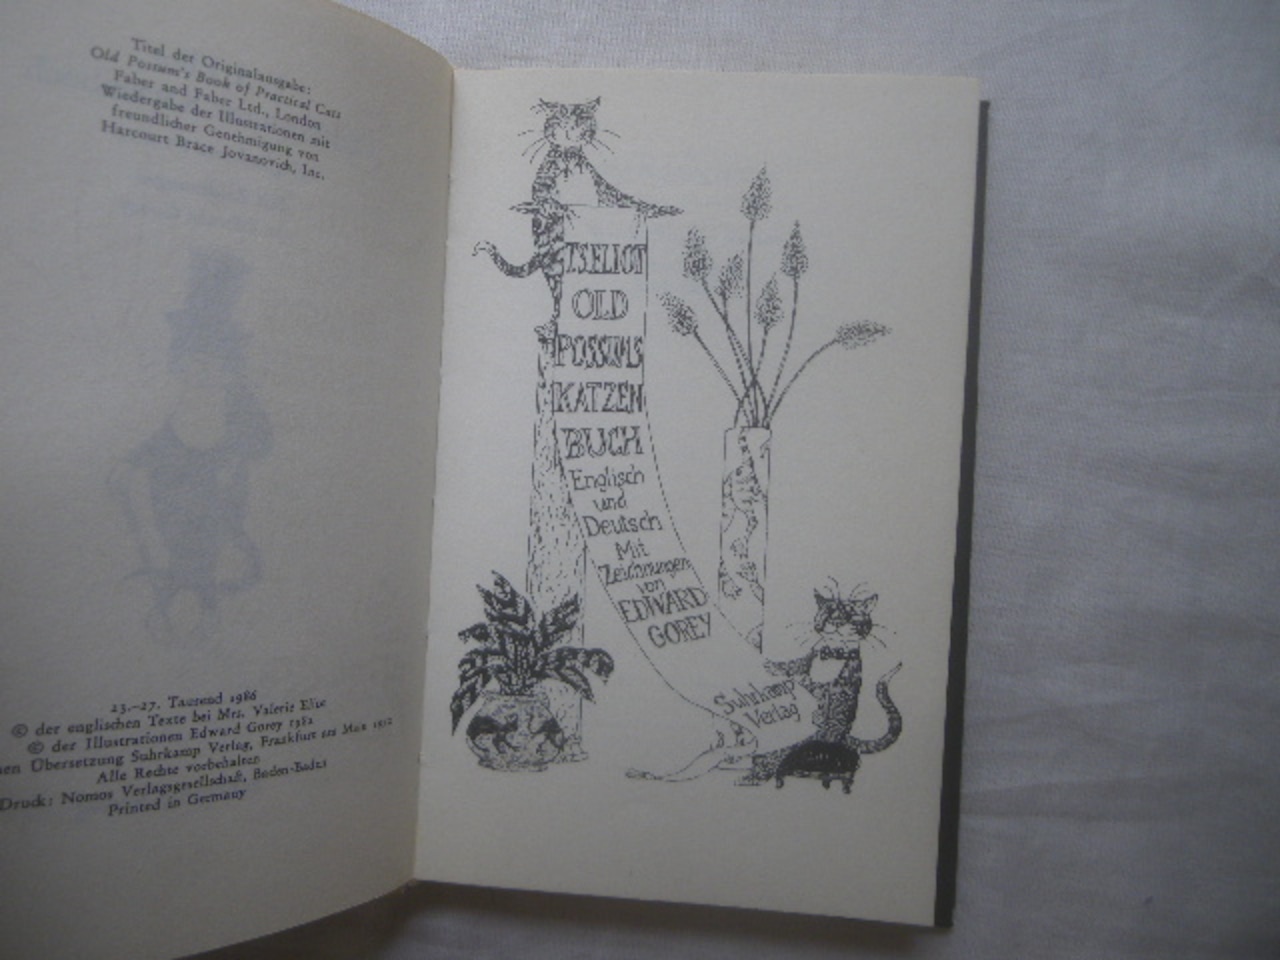 Titel der Originalausgabe:
Old Possum's Book of Practical Cats
Faber and Faber Ltd., London
Wiedergabe der Illustrationen mit
freundlicher Genehmigung von
Harcourt Brace Jovanovich, Inc.
23.–27. Tausend 1986
© der englischen Texte bei Mrs. Valerie
© der Illustrationen Edward Gorey 1982
Übersetzung Suhrkamp Verlag, Frankfurt am Main 1952
Alle Rechte vorbehalten
Druck: Nomos Verlagsgesellschaft, Baden-Baden
Printed in Germany
T.S. ELIOT
OLD
POSSUMS
KATZEN
BUCH
Englisch
und
Deutsch
Mit
Zeichnungen
von
EDWARD
GOREY
Suhrkamp
Verlag